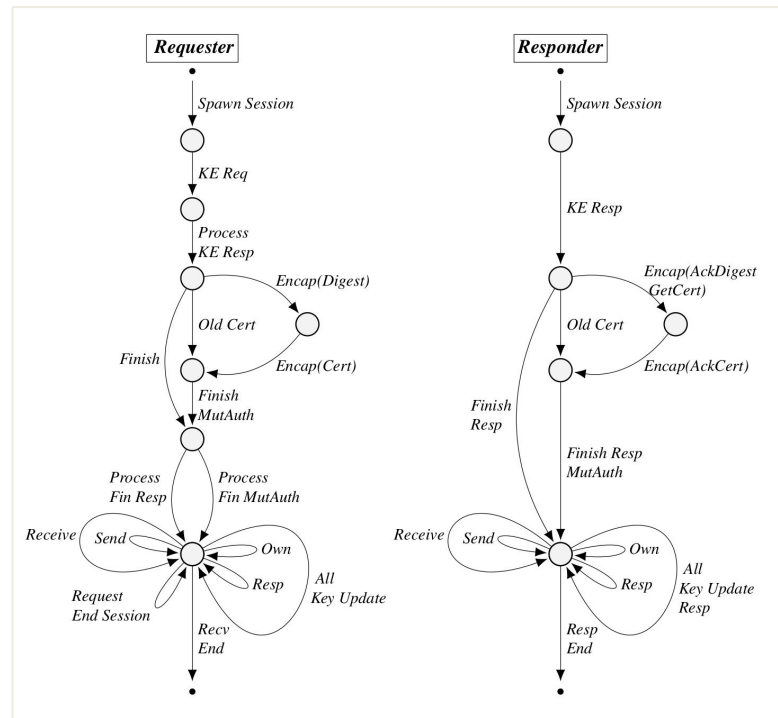 Requester
Spawn Session
KE Req
Process
KE Resp
Encap(Digest)
Old Cert
Finish
Encap(Cert)
Finish
MutAuth
Process
Fin Resp
Process
Fin MutAuth
Receive
Send
Own
Resp
All
Key Update
Request
End Session
Recv
End
Responder
Spawn Session
KE Resp
Encap(AckDigest
GetCert)
Old Cert
Encap(AckCert)
Finish
Resp
Finish Resp
MutAuth
Receive
Send
Own
Resp
All
Key Update
Resp
Resp
End